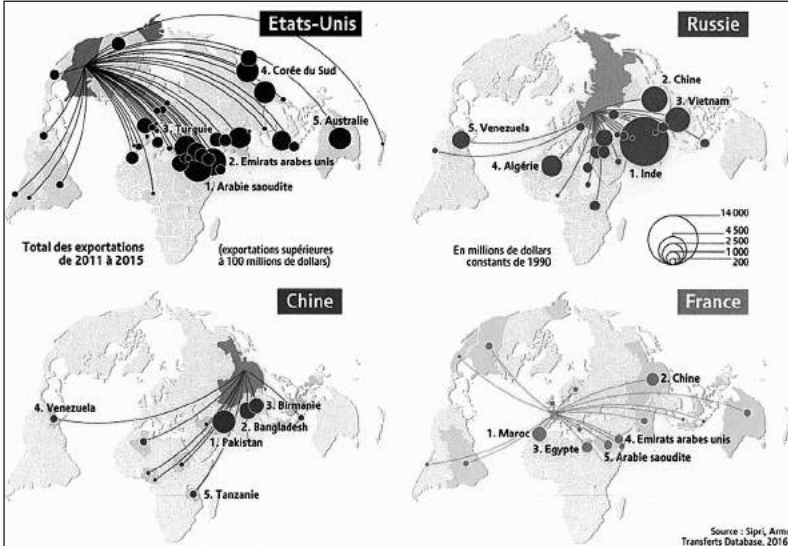 Etats-Unis
4. Corée du Sud
5. Australie
3. Turquie
2. Emirats arabes unis
1. Arabie saoudite
Total des exportations
de 2011 à 2015
(exportations supérieures
à 100 millions de dollars)
Russie
2. Chine
3. Vietnam
5. Venezuela
4. Algérie
1. Inde
En millions de dollars
constants de 1990
14 000
4 500
2 500
1 000
200
Chine
4. Venezuela
3. Birmanie
2. Bangladesh
1. Pakistan
5. Tanzanie
France
2. Chine
1. Maroc
4. Emirats arabes unis
3. Egypte
5. Arabie saoudite
Source : Sipri, Arms
Transferts Database, 2016